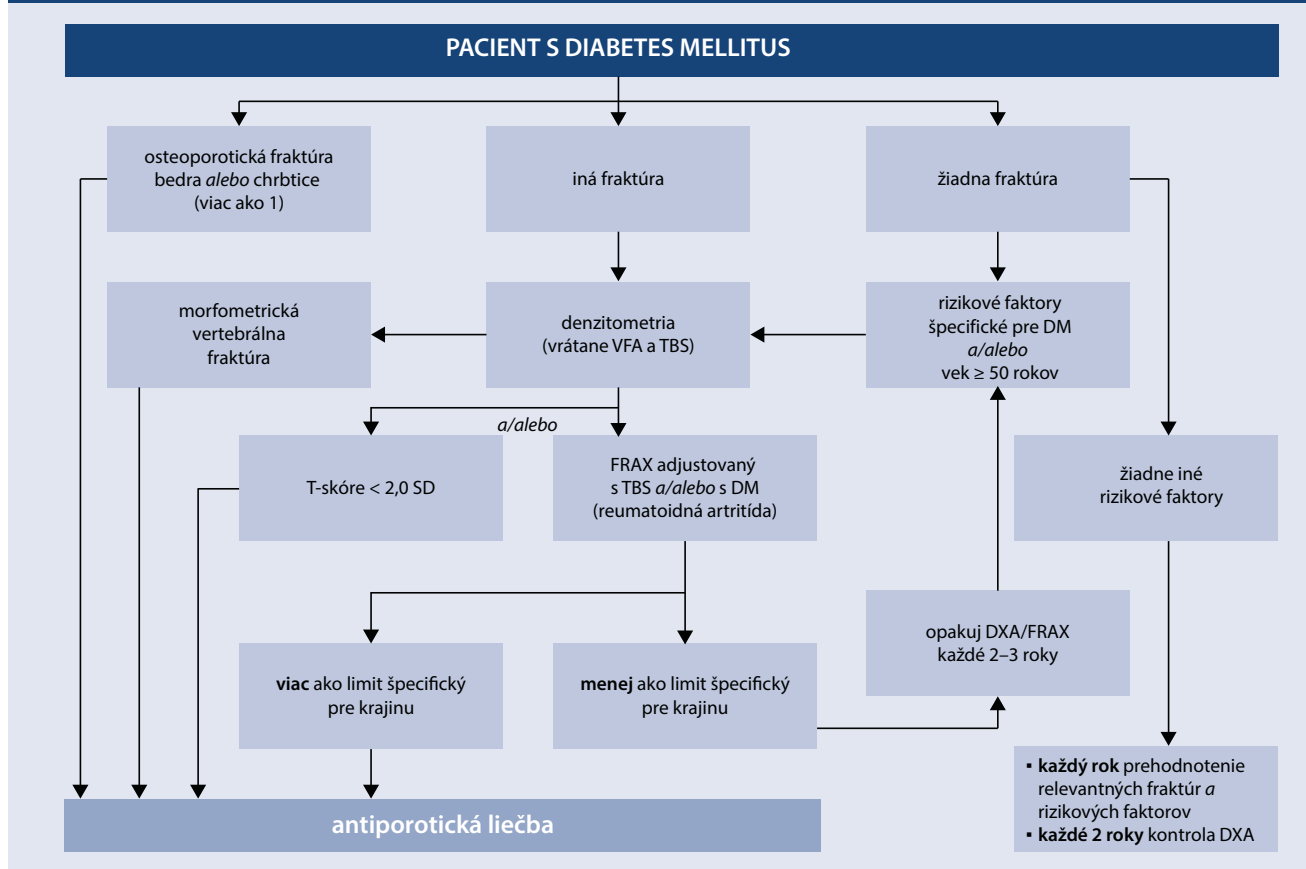 PACIENT S DIABETES MELLITUS
osteoporotická fraktúra
bedra alebo chrbtice
(viac ako 1)
iná fraktúra
žiadna fraktúra
morfometrická
vertebrálna
fraktúra
denzitometria
(vrátane VFA a TBS)
rizikové faktory
špecifické pre DM
a/alebo
vek ≥ 50 rokov
a/alebo
T-skóre < 2,0 SD
FRAX adjustovaný
s TBS a/alebo s DM
(reumatoidná artritída)
žiadne iné
rizikové faktory
opakuj DXA/FRAX
každé 2–3 roky
viac ako limit špecifický
pre krajinu
menej ako limit špecifický
pre krajinu
▪ každý rok prehodnotenie
relevantných fraktúr a
rizikových faktorov
▪ každé 2 roky kontrola DXA
antiporotická liečba